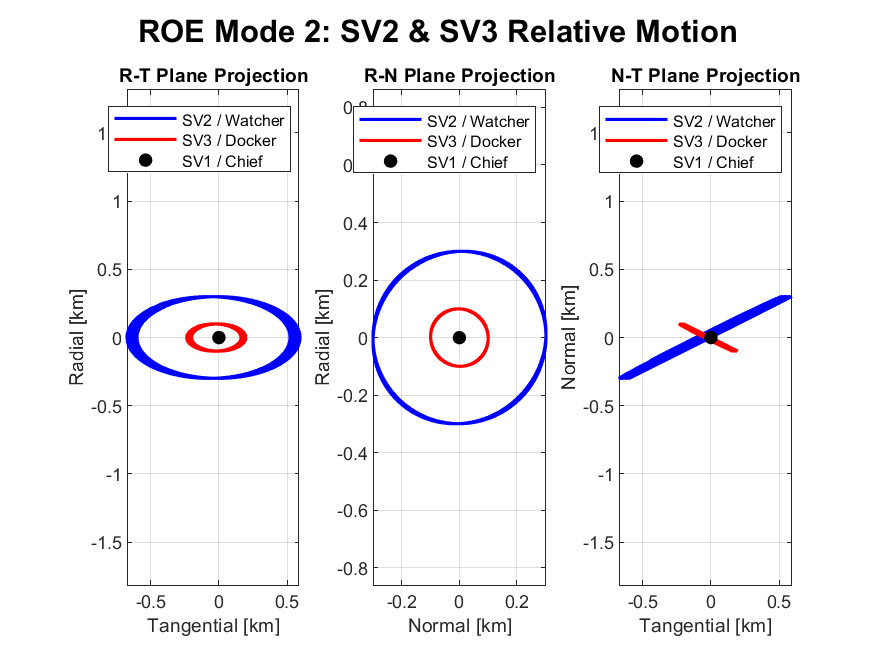 ROE Mode 2: SV2 & SV3 Relative Motion
R-T Plane Projection
SV2 / Watcher
SV3 / Docker
SV1 / Chief
1
1
0.5
0
-0.5
-1
-1.5
Radial [km]
-0.5
0
0.5
Tangential [km]
R-N Plane Projection
SV2 / Watcher
SV3 / Docker
SV1 / Chief
0.4
0.2
0
-0.2
-0.4
-0.6
-0.8
Radial [km]
-0.2
0
0.2
Normal [km]
N-T Plane Projection
SV2 / Watcher
SV3 / Docker
SV1 / Chief
1
1
0.5
0
-0.5
-1
-1.5
Normal [km]
-0.5
0
0.5
Tangential [km]